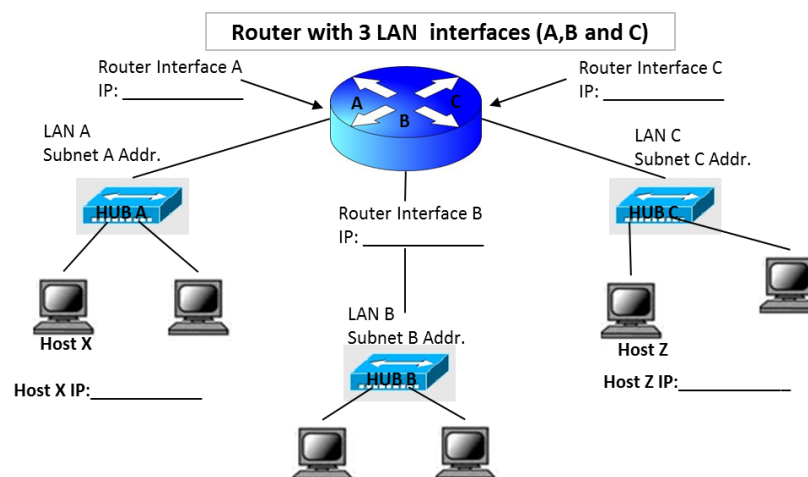 Router with 3 LAN interfaces (A,B and C)
Router Interface A
IP: ____________
Router Interface C
IP: ____________
A
C
B
LAN A
Subnet A Addr.
LAN C
Subnet C Addr.
HUB A
HUB C
Router Interface B
IP: ____________
Host X
LAN B
Subnet B Addr.
Host Z
Host X IP:____________
HUB B
Host Z IP:____________